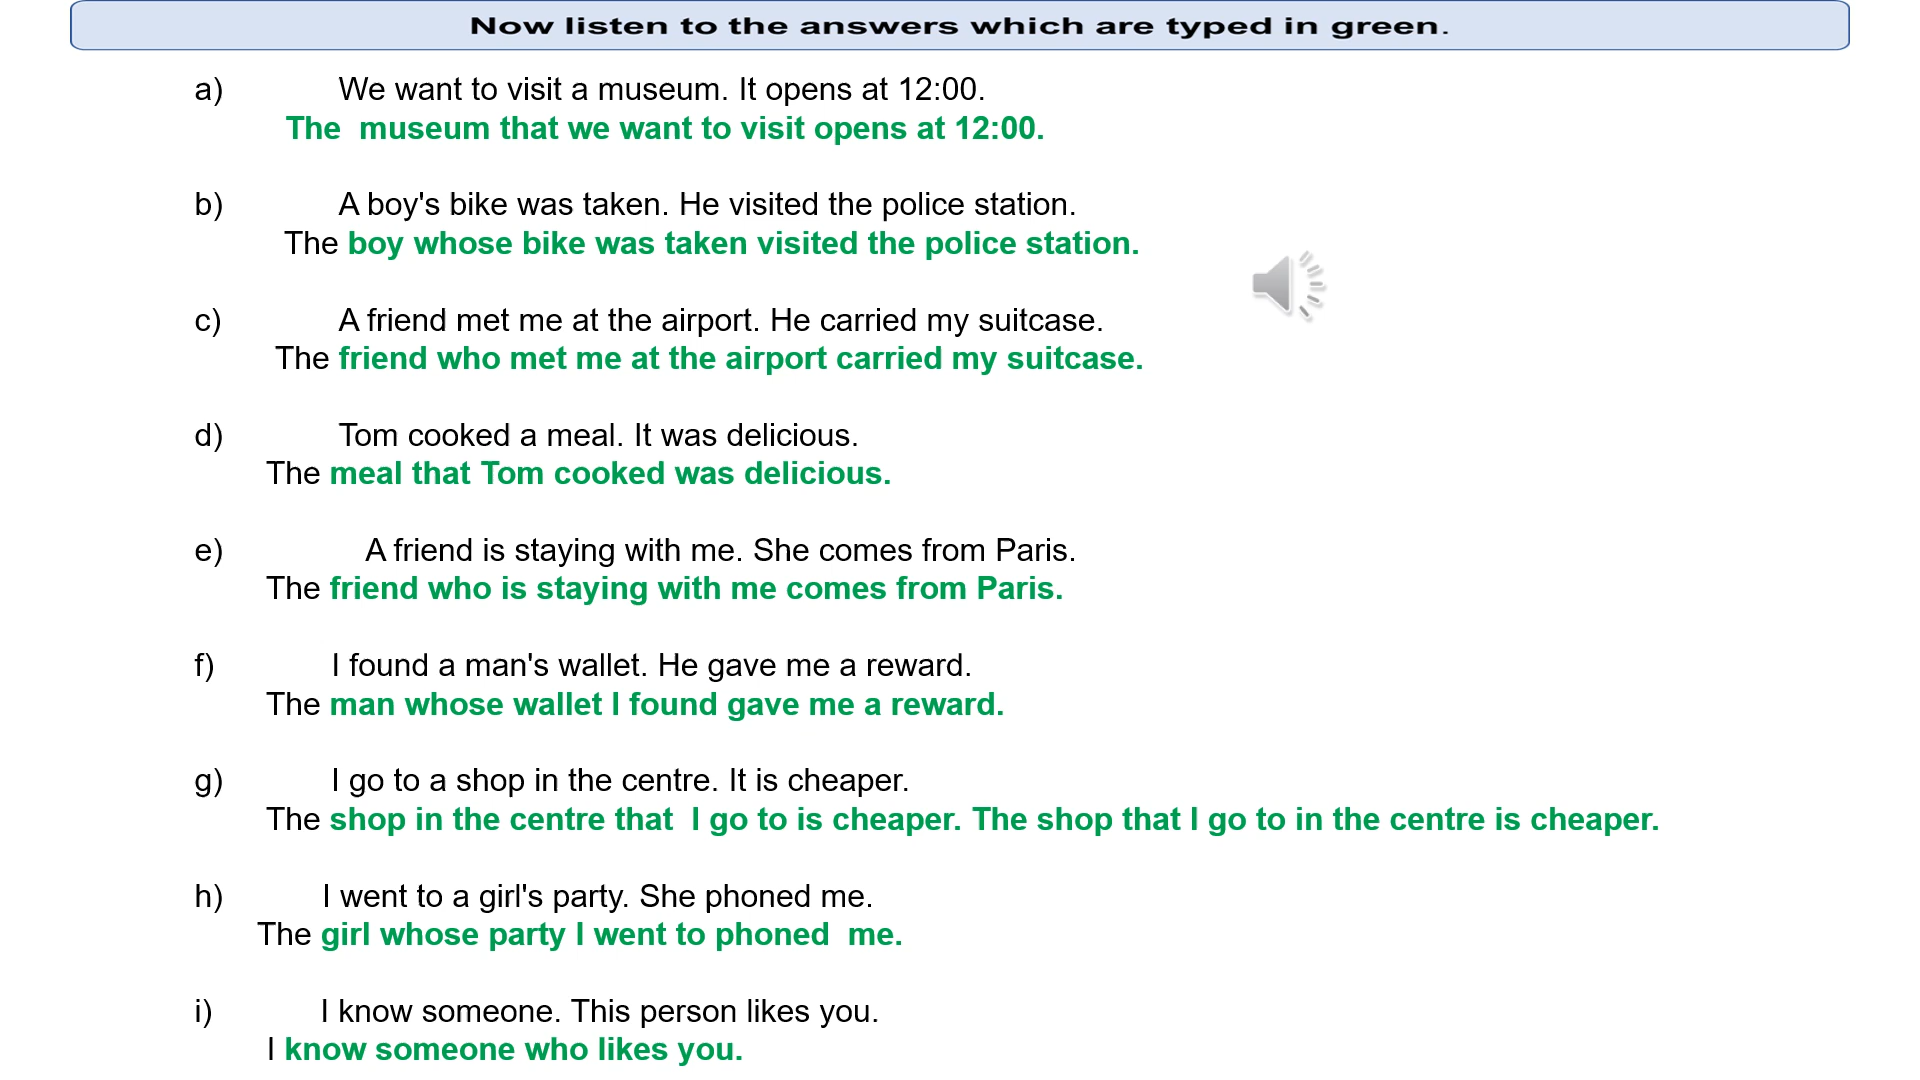 Now listen to the answers which are typed in green.
a) We want to visit a museum. It opens at 12:00.
The museum that we want to visit opens at 12:00.
b) A boy's bike was taken. He visited the police station.
The boy whose bike was taken visited the police station.
c) A friend met me at the airport. He carried my suitcase.
The friend who met me at the airport carried my suitcase.
d) Tom cooked a meal. It was delicious.
The meal that Tom cooked was delicious.
e) A friend is staying with me. She comes from Paris.
The friend who is staying with me comes from Paris.
f) I found a man's wallet. He gave me a reward.
The man whose wallet I found gave me a reward.
g) I go to a shop in the centre. It is cheaper.
The shop in the centre that I go to is cheaper. The shop that I go to in the centre is cheaper.
h) I went to a girl's party. She phoned me.
The girl whose party I went to phoned me.
i) I know someone. This person likes you.
I know someone who likes you.